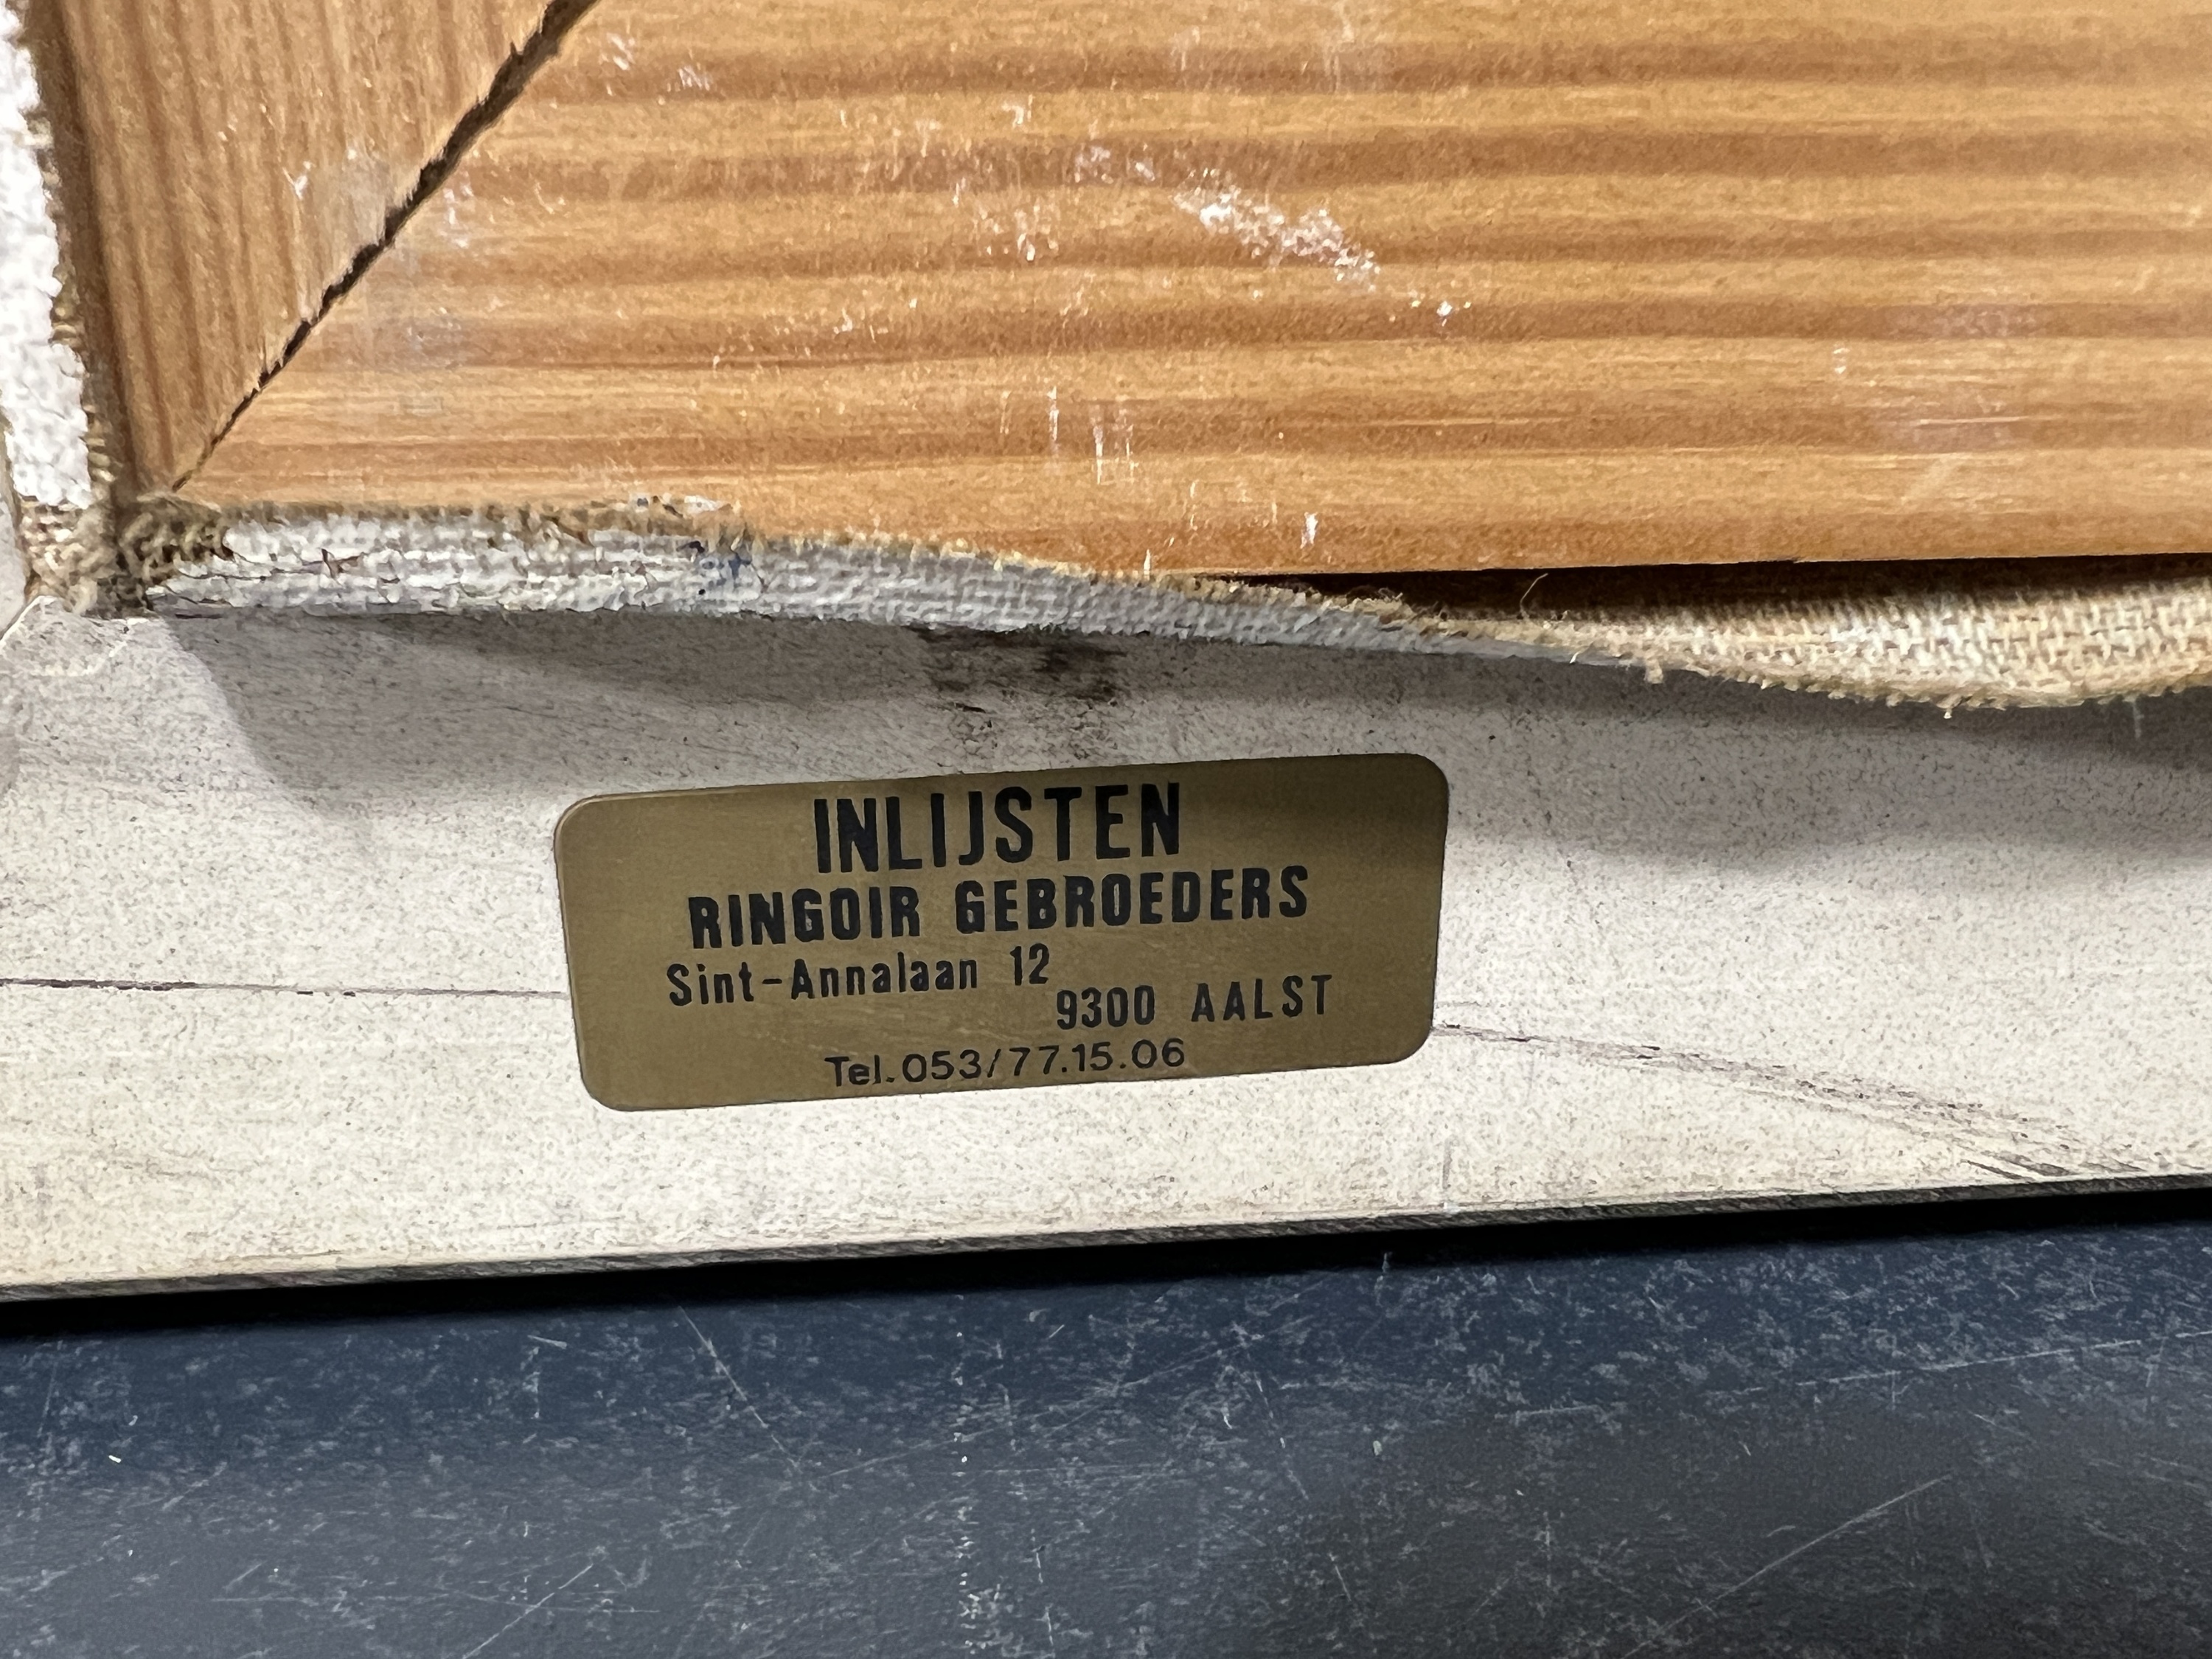 INLIJSTEN
RINGOIR GEBROEDERS
Sint-Annalaan 12
9300 AALST
Tel.053/77.15.06